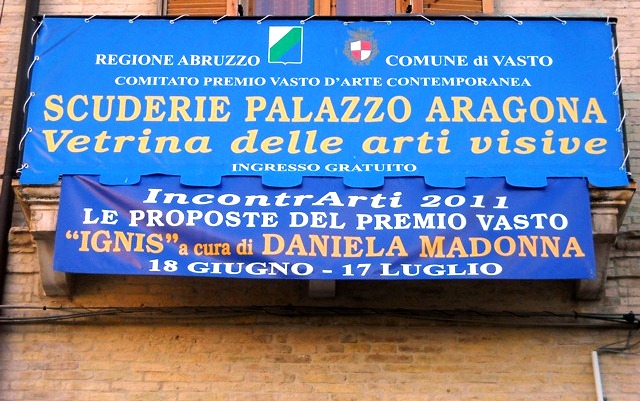 REGIONE ABRUZZO COMUNE di VASTO
COMITATO PREMIO VASTO D'ARTE CONTEMPORANEA
SCUDERIE PALAZZO ARAGONA
Vetrina delle arti visive
INGRESSO GRATUITO
IncontrArti 2011
LE PROPOSTE DEL PREMIO VASTO
"IGNIS" a cura di DANIELA MADONNA
18 GIUGNO - 17 LUGLIO